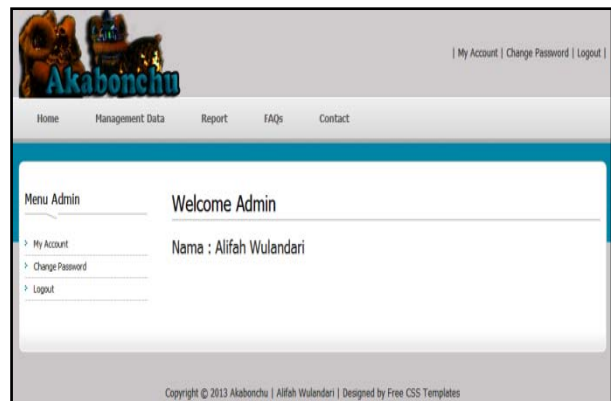 Akabonchu
| My Account | Change Password | Logout |
Home Management Data Report FAQs Contact
Menu Admin
My Account
Change Password
Logout
Welcome Admin
Nama : Alifah Wulandari
Copyright © 2013 Akabonchu | Alifah Wulandari | Designed by Free CSS Templates